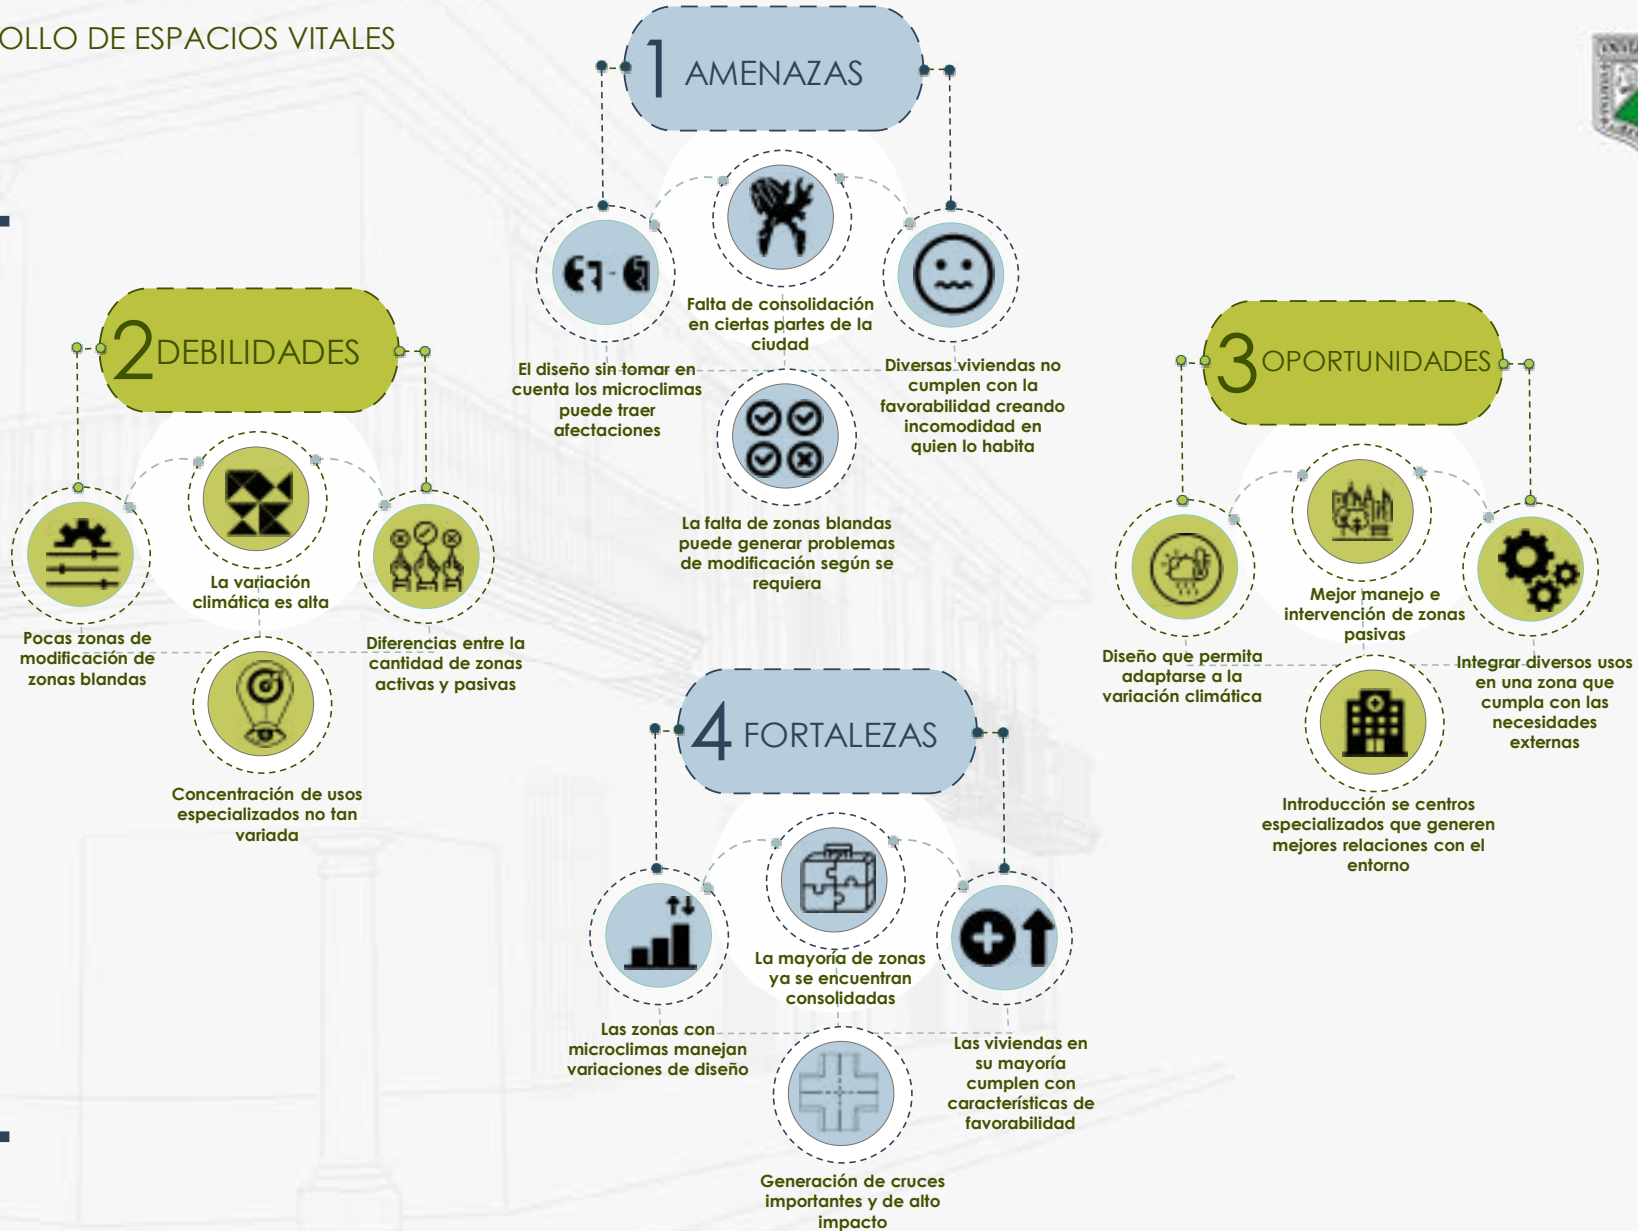 OLLO DE ESPACIOS VITALES
1 AMENAZAS
El diseño sin tomar en
cuenta los microclimas
puede traer
afectaciones
Falta de consolidación
en ciertas partes de la
ciudad
Diversas viviendas no
cumplen con la
favorabilidad creando
incomodidad en
quien lo habita
La falta de zonas blandas
puede generar problemas
de modificación según se
requiera
2 DEBILIDADES
Pocas zonas de
modificación de
zonas blandas
La variación
climática es alta
Diferencias entre la
cantidad de zonas
activas y pasivas
Concentración de usos
especializados no tan
variada
3 OPORTUNIDADES
Diseño que permita
adaptarse a la
variación climática
Mejor manejo e
intervención de zonas
pasivas
Integrar diversos usos
en una zona que
cumpla con las
necesidades
externas
Introducción se centros
especializados que generen
mejores relaciones con el
entorno
4 FORTALEZAS
Las zonas con
microclimas manejan
variaciones de diseño
La mayoría de zonas
ya se encuentran
consolidadas
Las viviendas en
su mayoría
cumplen con
características de
favorabilidad
Generación de cruces
importantes y de alto
impacto